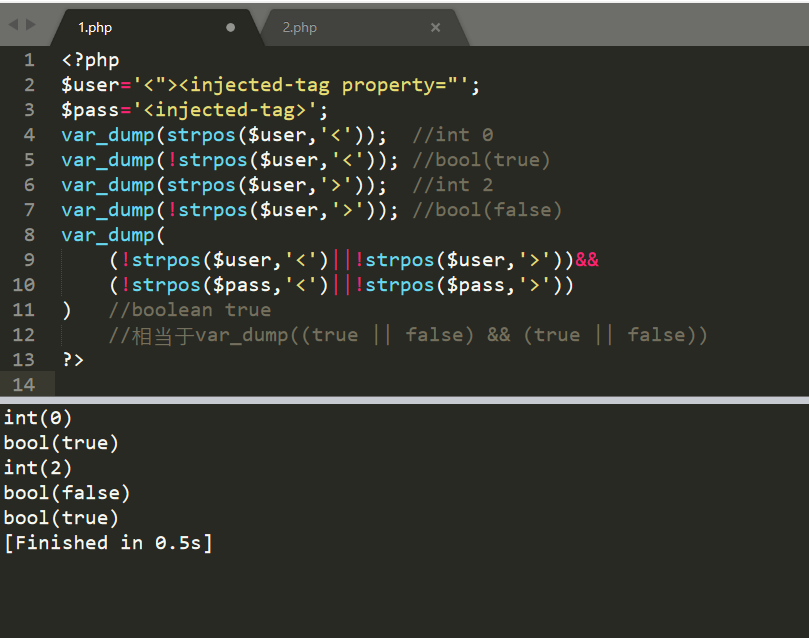 1.php
2.php
1 <?php
2 $user='<"><injected-tag property="';
3 $pass='<injected-tag>';
4 var_dump(strpos($user,'<'));  //int 0
5 var_dump(!strpos($user,'<')); //bool(true)
6 var_dump(strpos($user,'>'));  //int 2
7 var_dump(!strpos($user,'>')); //bool(false)
8 var_dump(
9     (!strpos($user,'<')||!strpos($user,'>'))&&
10     (!strpos($pass,'<')||!strpos($pass,'>'))
11 )   //boolean true
12     //相当于var_dump((true || false) && (true || false))
13 ?>
14
int(0)
bool(true)
int(2)
bool(false)
bool(true)
[Finished in 0.5s]